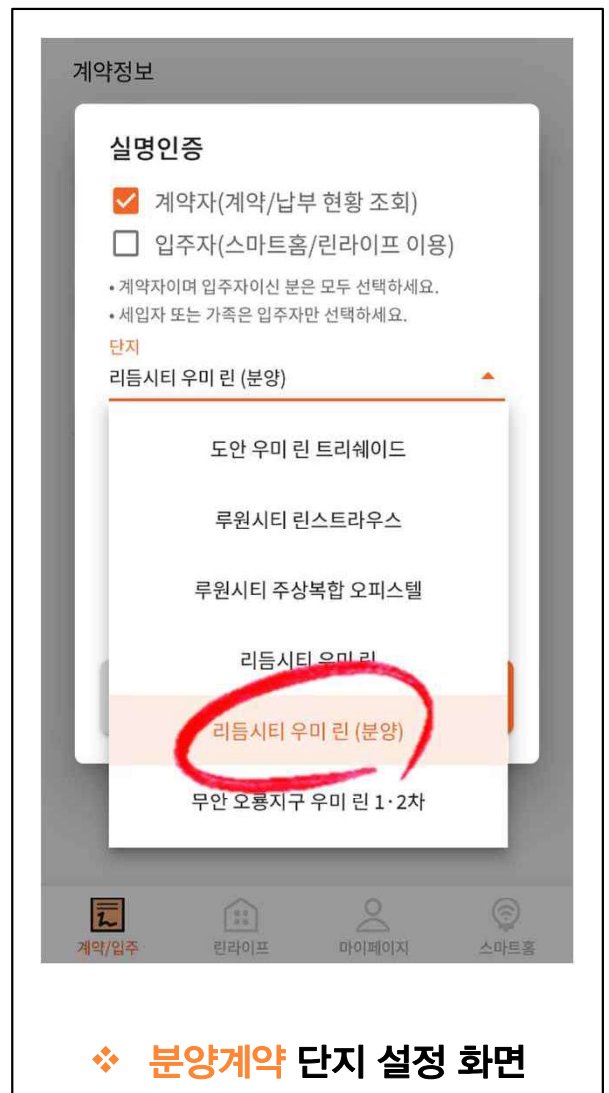 계약정보
실명인증
계약자(계약/납부 현황 조회)
입주자(스마트홈/린라이프 이용)
• 계약자이며 입주자이신 분은 모두 선택하세요.
• 세입자 또는 가족은 입주자만 선택하세요.
단지
리듬시티 우미 린 (분양)
도안 우미 린 트리쉐이드
루원시티 린스트라우스
루원시티 주상복합 오피스텔
리듬시티 우미 린
리듬시티 우미 린 (분양)
무안 오룡지구 우미 린 1·2차
계약/입주 린라이프 마이페이지 스마트홈
❖ 분양계약 단지 설정 화면